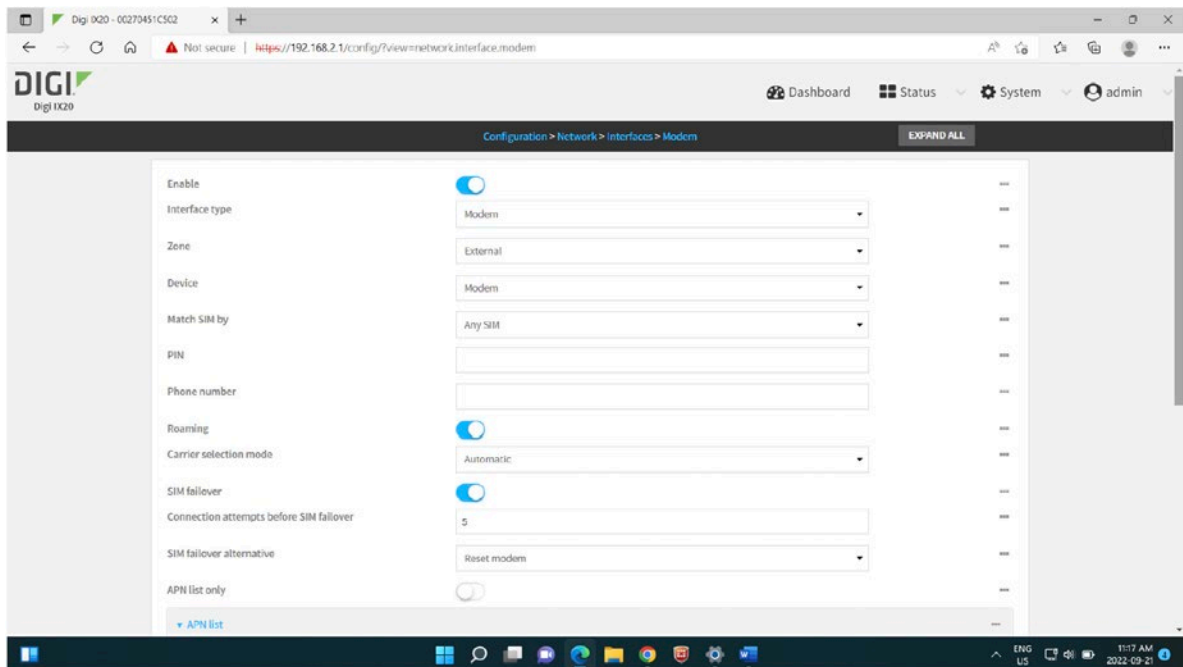 Digi IX20 - 00270451C502
Not secure | https://192.168.2.1/config/?view=network.interface.modem
DIGI
Digi IX20
Dashboard Status System admin
Configuration > Network > Interfaces > Modem EXPAND ALL
Enable
Interface type Modem
Zone External
Device Modem
Match SIM by Any SIM
PIN
Phone number
Roaming
Carrier selection mode Automatic
SIM failover
Connection attempts before SIM failover 5
SIM failover alternative Reset modem
APN list only
APN list
ENG 11:17 AM
US 2022-09-21 4